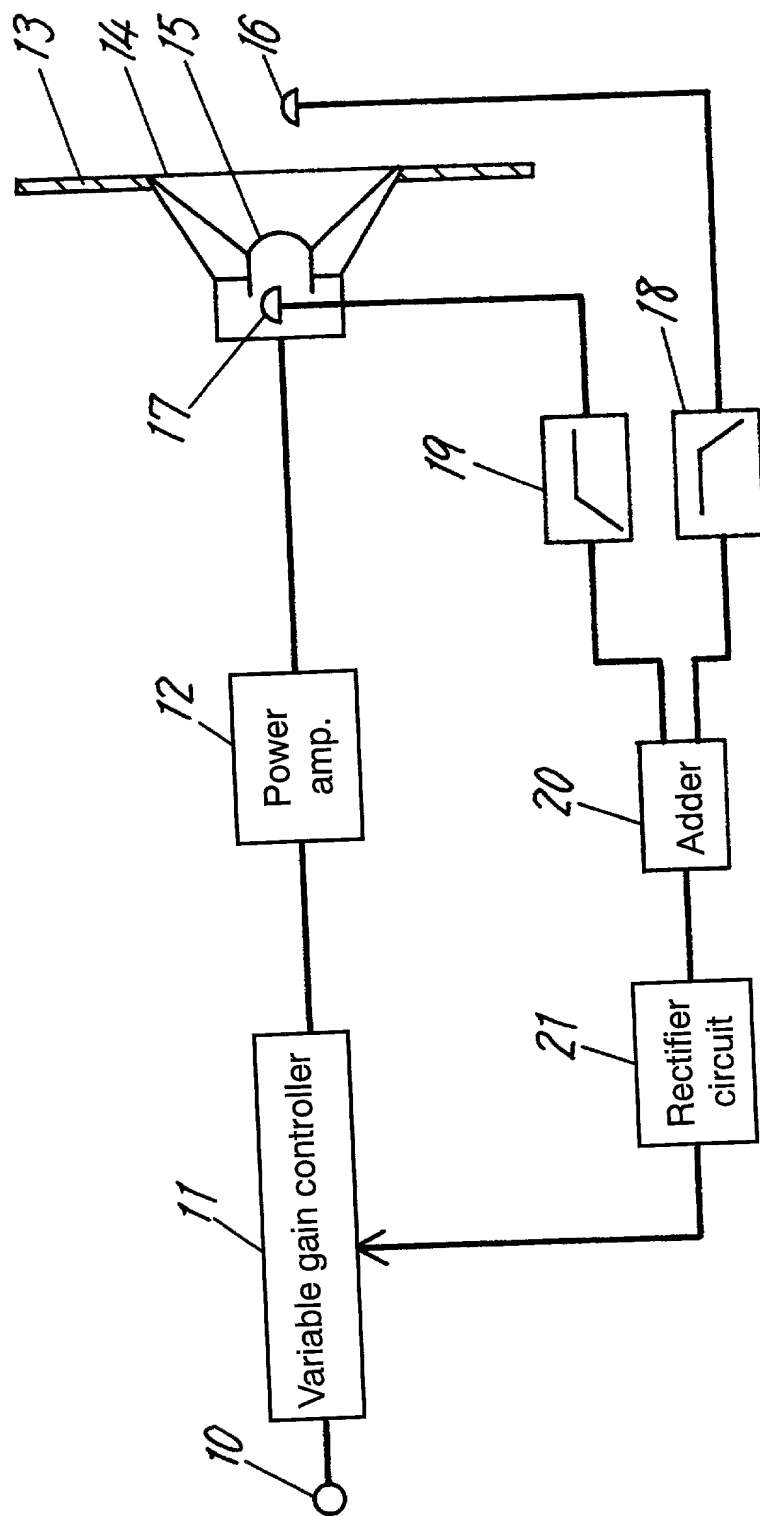 10
11
Variable gain controller
12
Power
amp.
13
14
15
16
17
18
19
20
Adder
21
Rectifier
circuit